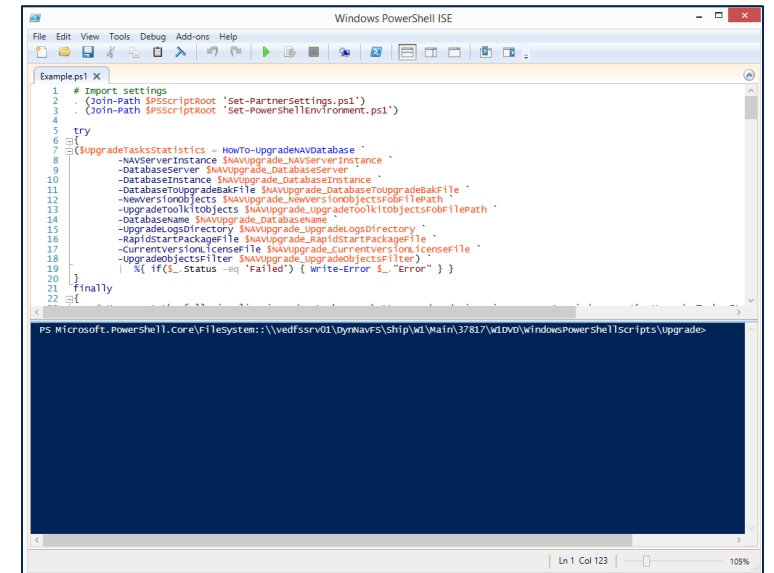 Windows PowerShell ISE
File Edit View Tools Debug Add-ons Help
Example.ps1 X
1 # Import settings
2 . (Join-Path $PSScriptRoot 'Set-PartnerSettings.ps1')
3 . (Join-Path $PSScriptRoot 'Set-PowerShellEnvironment.ps1')
4
5 try
6 {
7 ($UpgradeTasksStatistics = HowTo-UpgradeNAVDatabase `
8 -NAVServerInstance $NAVUpgrade_NAVServerInstance `
9 -DatabaseServer $NAVUpgrade_DatabaseServer `
10 -DatabaseInstance $NAVUpgrade_DatabaseInstance `
11 -DatabaseToUpgradeBakFile $NAVUpgrade_DatabaseToUpgradeBakFile `
12 -NewVersionObjects $NAVUpgrade_NewVersionObjectsFobFilePath `
13 -UpgradeToolkitObjects $NAVUpgrade_UpgradeToolkitObjectsFobFilePath `
14 -DatabaseName $NAVUpgrade_DatabaseName `
15 -UpgradeLogsDirectory $NAVUpgrade_UpgradeLogsDirectory `
16 -RapidStartPackageFile $NAVUpgrade_RapidStartPackageFile `
17 -CurrentVersionLicenseFile $NAVUpgrade_CurrentVersionLicenseFile `
18 -UpgradeObjectsFilter $NAVUpgrade_UpgradeObjectsFilter) `
19 | %{ if($_.Status -eq 'Failed') { Write-Error $_."Error" } }
20 }
21 finally
22 {
PS Microsoft.PowerShell.Core\FileSystem::\\vedfssrv01\DynNavFS\Ship\W1\Main\37817\W1DVD\WindowsPowerShellScripts\Upgrade>
Ln 1 Col 123 105%